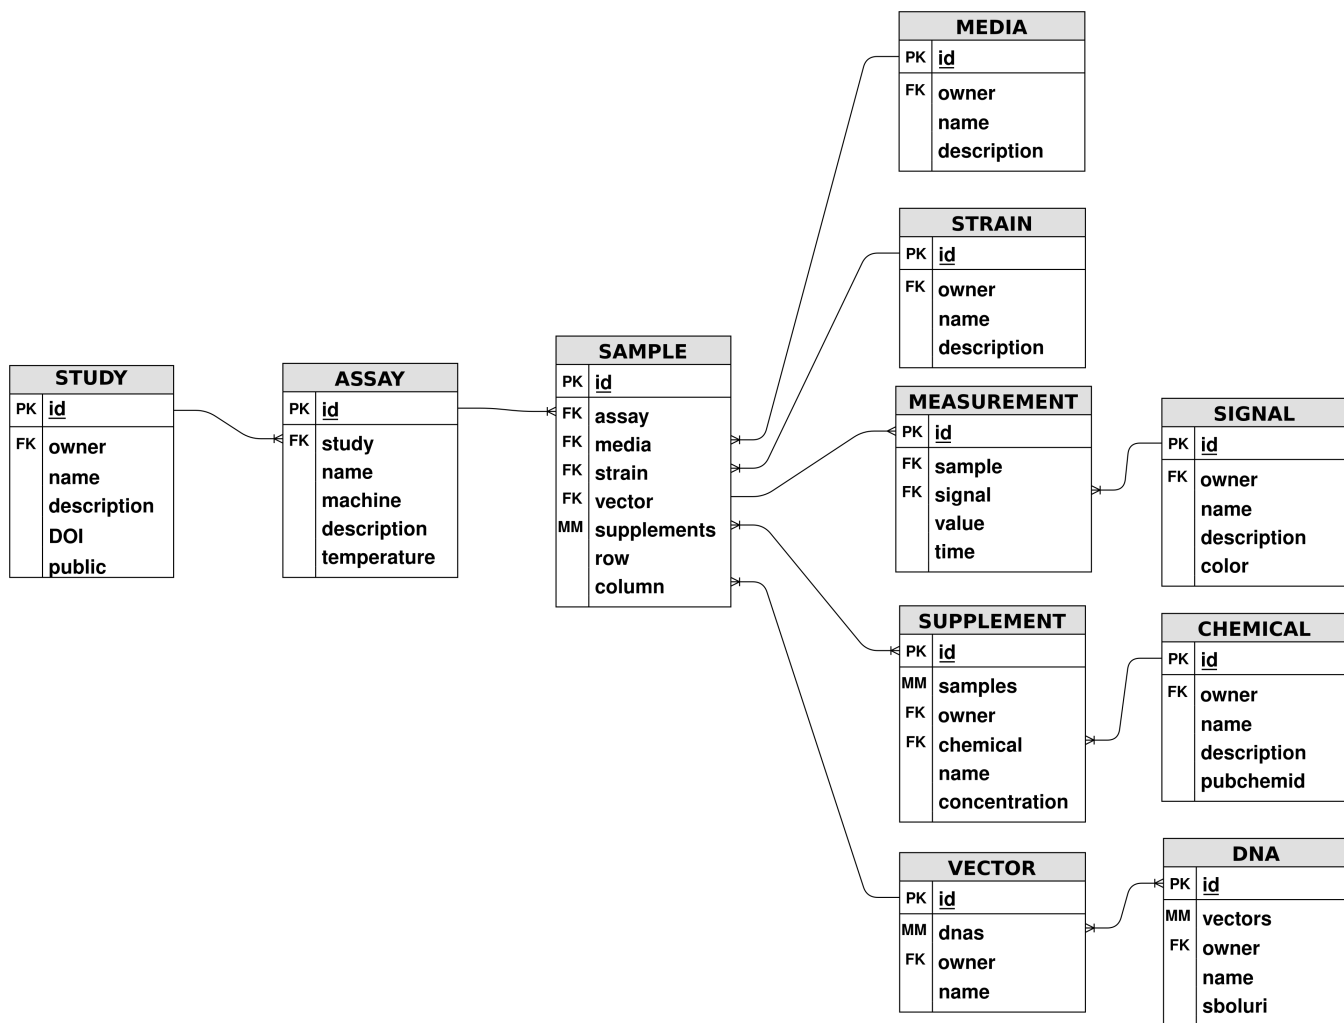 MEDIA
PK id
FK owner
name
description
STRAIN
PK id
FK owner
name
description
STUDY
PK id
FK owner
name
description
DOI
public
ASSAY
PK id
FK study
name
machine
description
temperature
SAMPLE
PK id
FK assay
FK media
FK strain
FK vector
MM supplements
row
column
MEASUREMENT
PK id
FK sample
FK signal
value
time
SIGNAL
PK id
FK owner
name
description
color
SUPPLEMENT
PK id
MM samples
FK owner
FK chemical
name
concentration
CHEMICAL
PK id
FK owner
name
description
pubchemid
VECTOR
PK id
MM dnas
FK owner
name
DNA
PK id
MM vectors
FK owner
name
sboluri